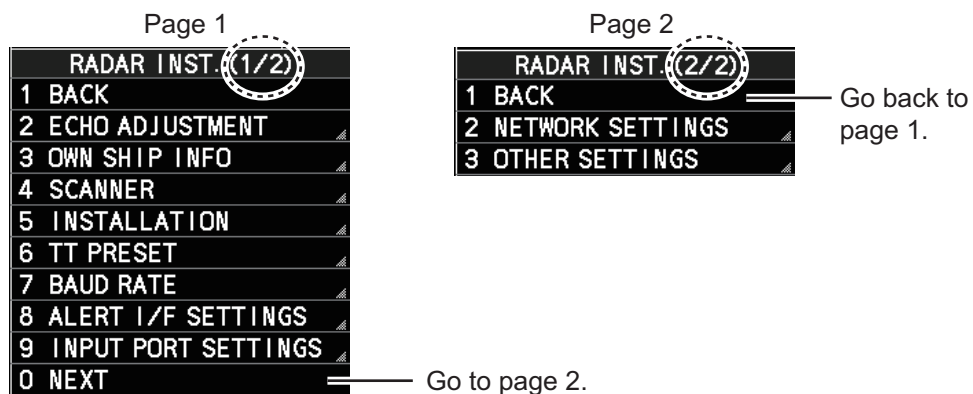 Page 1
RADAR INST. (1/2)
1 BACK
2 ECHO ADJUSTMENT
3 OWN SHIP INFO
4 SCANNER
5 INSTALLATION
6 TT PRESET
7 BAUD RATE
8 ALERT I/F SETTINGS
9 INPUT PORT SETTINGS
0 NEXT
Go to page 2.
Page 2
RADAR INST. (2/2)
1 BACK
2 NETWORK SETTINGS
3 OTHER SETTINGS
Go back to
page 1.